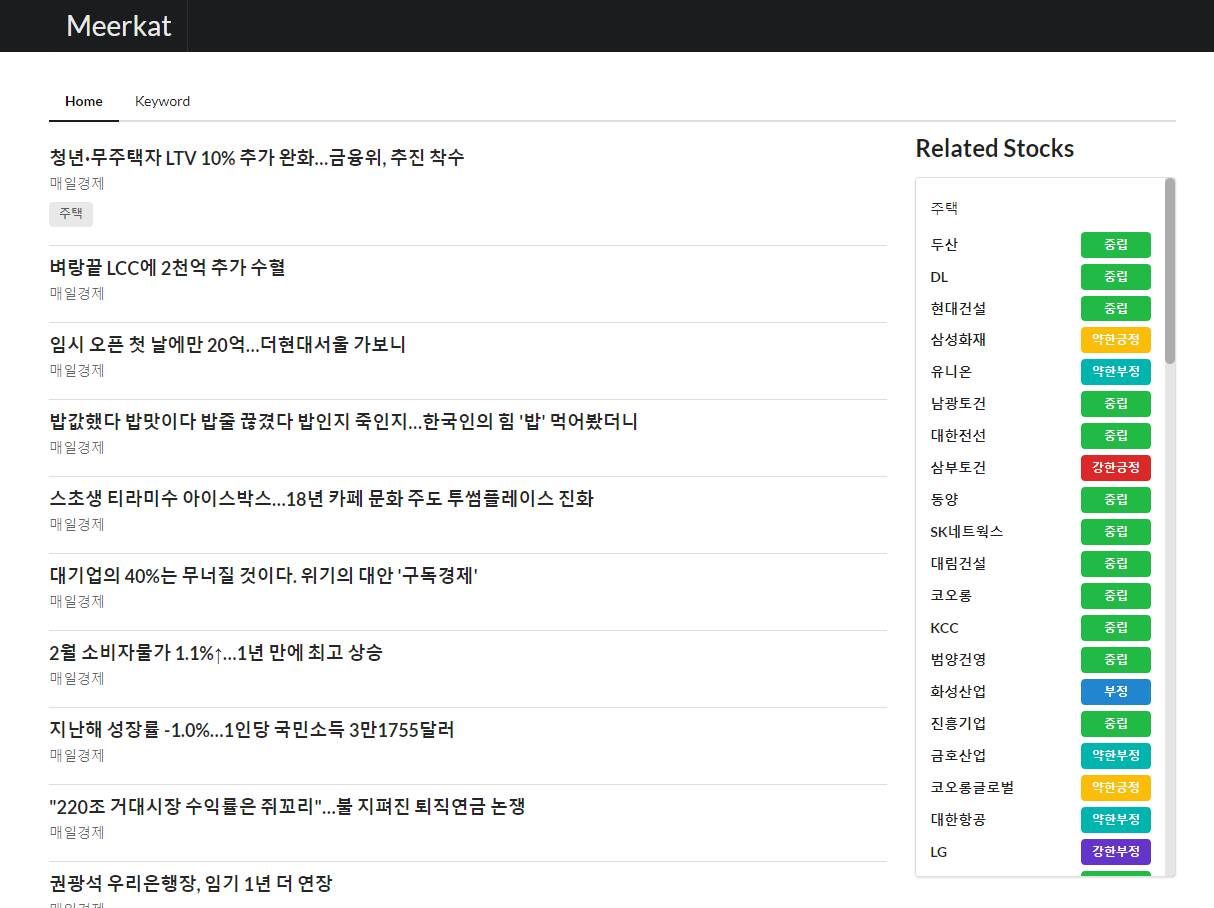 Meerkat
Home Keyword
청년·무주택자 LTV 10% 추가 완화...금융위, 추진 착수
매일경제
주택
벼랑끝 LCC에 2천억 추가 수혈
매일경제
임시 오픈 첫 날에만 20억...더현대서울 가보니
매일경제
밥값했다 밥맛이다 밥줄 끊겼다 밥인지 죽인지...한국인의 힘 '밥' 먹어봤더니
매일경제
스초생 티라미수 아이스박스...18년 카페 문화 주도 투썸플레이스 진화
매일경제
대기업의 40%는 무너질 것이다. 위기의 대안 '구독경제'
매일경제
2월 소비자물가 1.1%↑...1년 만에 최고 상승
매일경제
지난해 성장률 -1.0%...1인당 국민소득 3만1755달러
매일경제
"220조 거대시장 수익률은 쥐꼬리"...불 지펴진 퇴직연금 논쟁
매일경제
권광석 우리은행장, 임기 1년 더 연장
매일경제
Related Stocks
주택
두산 중립
DL 중립
현대건설 중립
삼성화재 약한긍정
유니온 약한부정
남광토건 중립
대한전선 중립
삼부토건 강한긍정
동양 중립
SK네트웍스 중립
대림건설 중립
코오롱 중립
KCC 중립
범양건영 중립
화성산업 부정
진흥기업 중립
금호산업 약한부정
코오롱글로벌 약한긍정
대한항공 약한부정
LG 강한부정